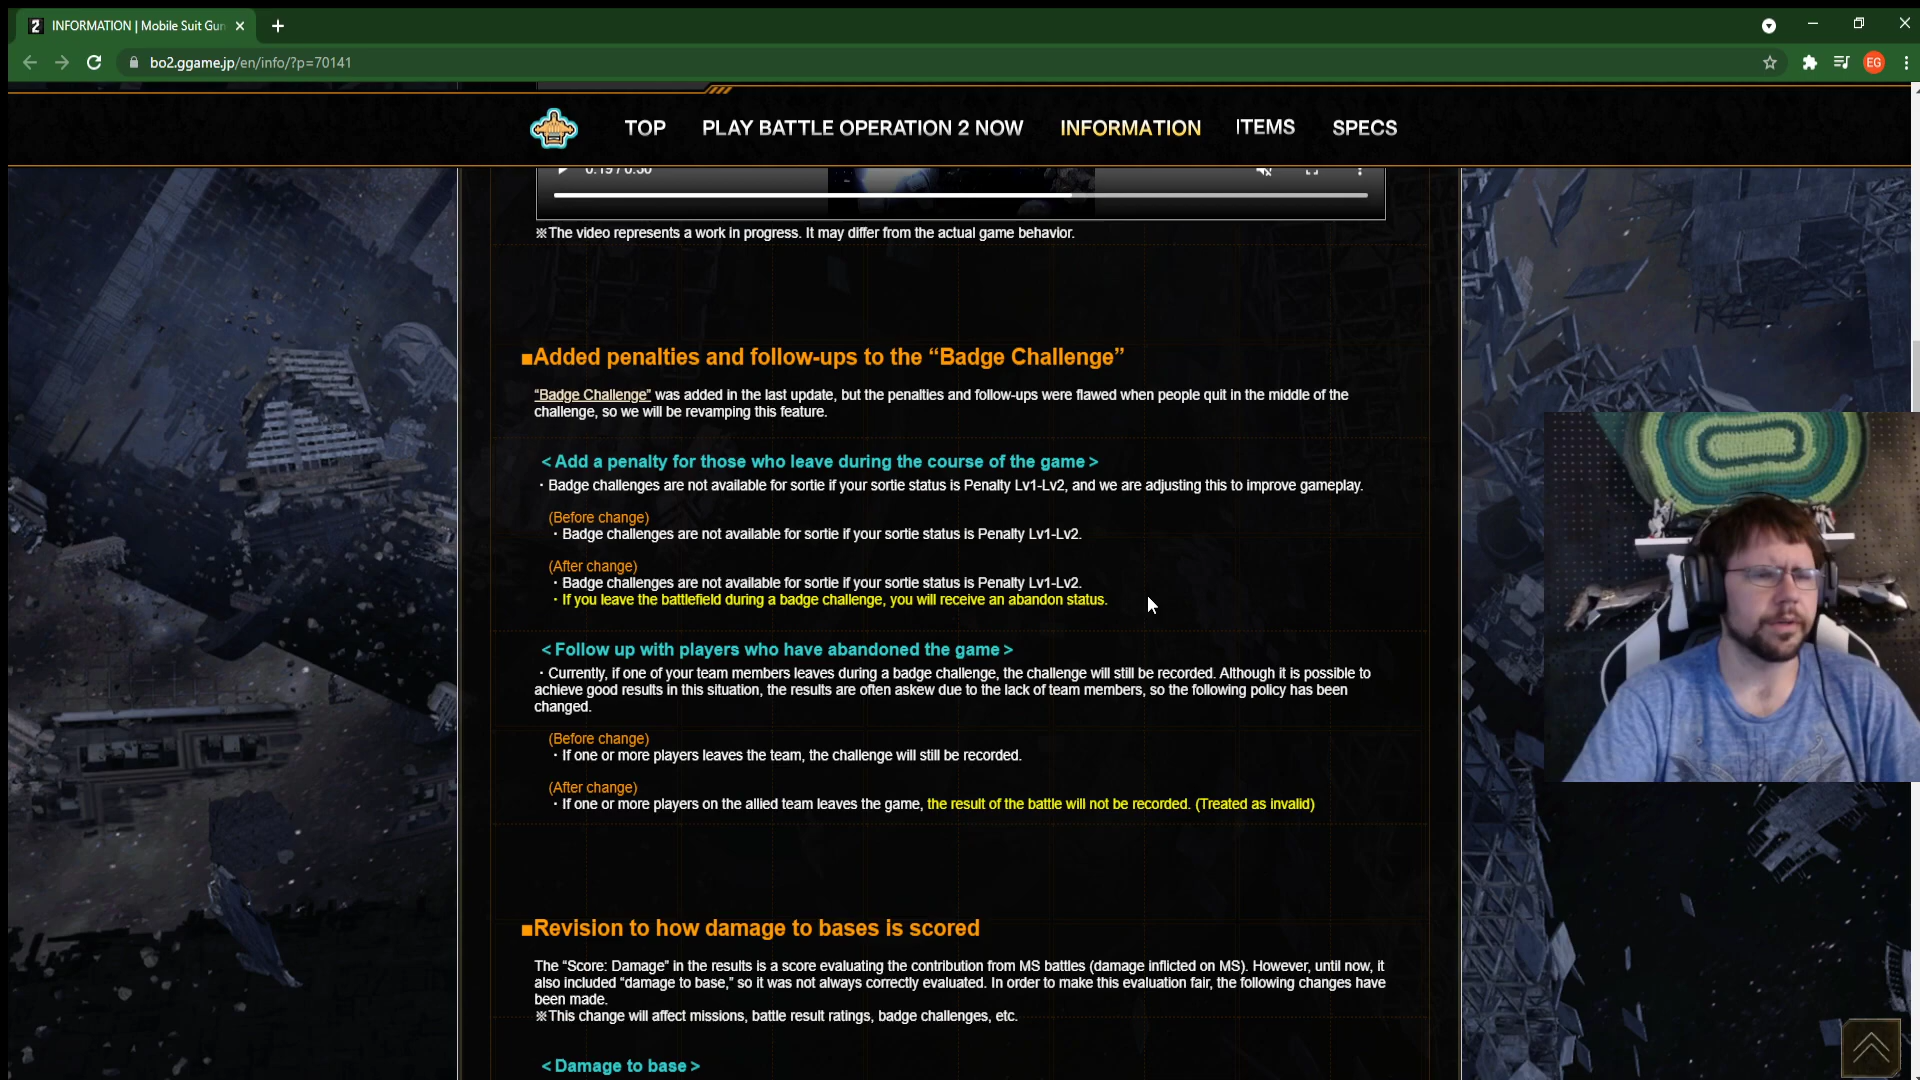 INFORMATION | Mobile Suit Gun
bo2.ggame.jp/en/info/?p=70141
EG
TOP PLAY BATTLE OPERATION 2 NOW INFORMATION ITEMS SPECS
0:19 / 0:30
※The video represents a work in progress. It may differ from the actual game behavior.
■Added penalties and follow-ups to the “Badge Challenge”
“Badge Challenge” was added in the last update, but the penalties and follow-ups were flawed when people quit in the middle of the
challenge, so we will be revamping this feature.
<Add a penalty for those who leave during the course of the game>
・Badge challenges are not available for sortie if your sortie status is Penalty Lv1-Lv2, and we are adjusting this to improve gameplay.
(Before change)
・Badge challenges are not available for sortie if your sortie status is Penalty Lv1-Lv2.
(After change)
・Badge challenges are not available for sortie if your sortie status is Penalty Lv1-Lv2.
・If you leave the battlefield during a badge challenge, you will receive an abandon status.
<Follow up with players who have abandoned the game>
・Currently, if one of your team members leaves during a badge challenge, the challenge will still be recorded. Although it is possible to
achieve good results in this situation, the results are often askew due to the lack of team members, so the following policy has been
changed.
(Before change)
・If one or more players leaves the team, the challenge will still be recorded.
(After change)
・If one or more players on the allied team leaves the game, the result of the battle will not be recorded. (Treated as invalid)
■Revision to how damage to bases is scored
The “Score: Damage” in the results is a score evaluating the contribution from MS battles (damage inflicted on MS). However, until now, it
also included “damage to base,” so it was not always correctly evaluated. In order to make this evaluation fair, the following changes have
been made.
※This change will affect missions, battle result ratings, badge challenges, etc.
<Damage to base>